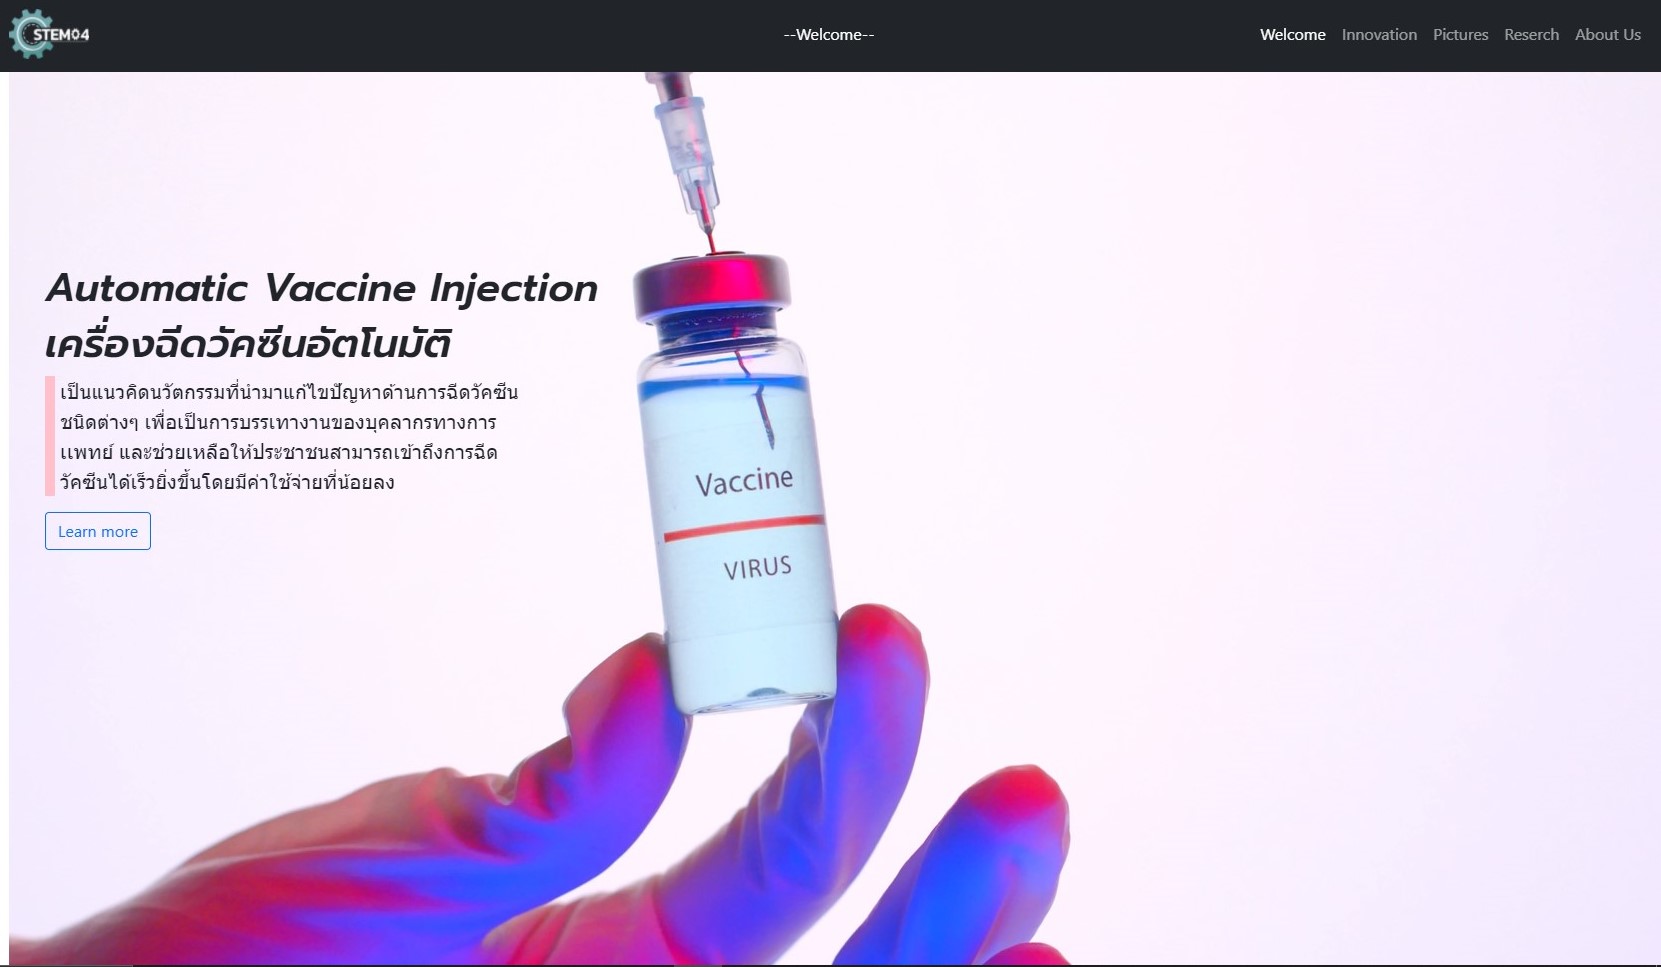 STEM04
--Welcome--
Welcome Innovation Pictures Reserch About Us
Automatic Vaccine Injection
เครื่องฉีดวัคซีนอัตโนมัติ
เป็นแนวคิดนวัตกรรมที่นำมาแก้ไขปัญหาด้านการฉีดวัคซีน
ชนิดต่างๆ เพื่อเป็นการบรรเทางานของบุคลากรทางการ
แพทย์ และช่วยเหลือให้ประชาชนสามารถเข้าถึงการฉีด
วัคซีนได้เร็วยิ่งขึ้นโดยมีค่าใช้จ่ายที่น้อยลง
Learn more
Vaccine
VIRUS